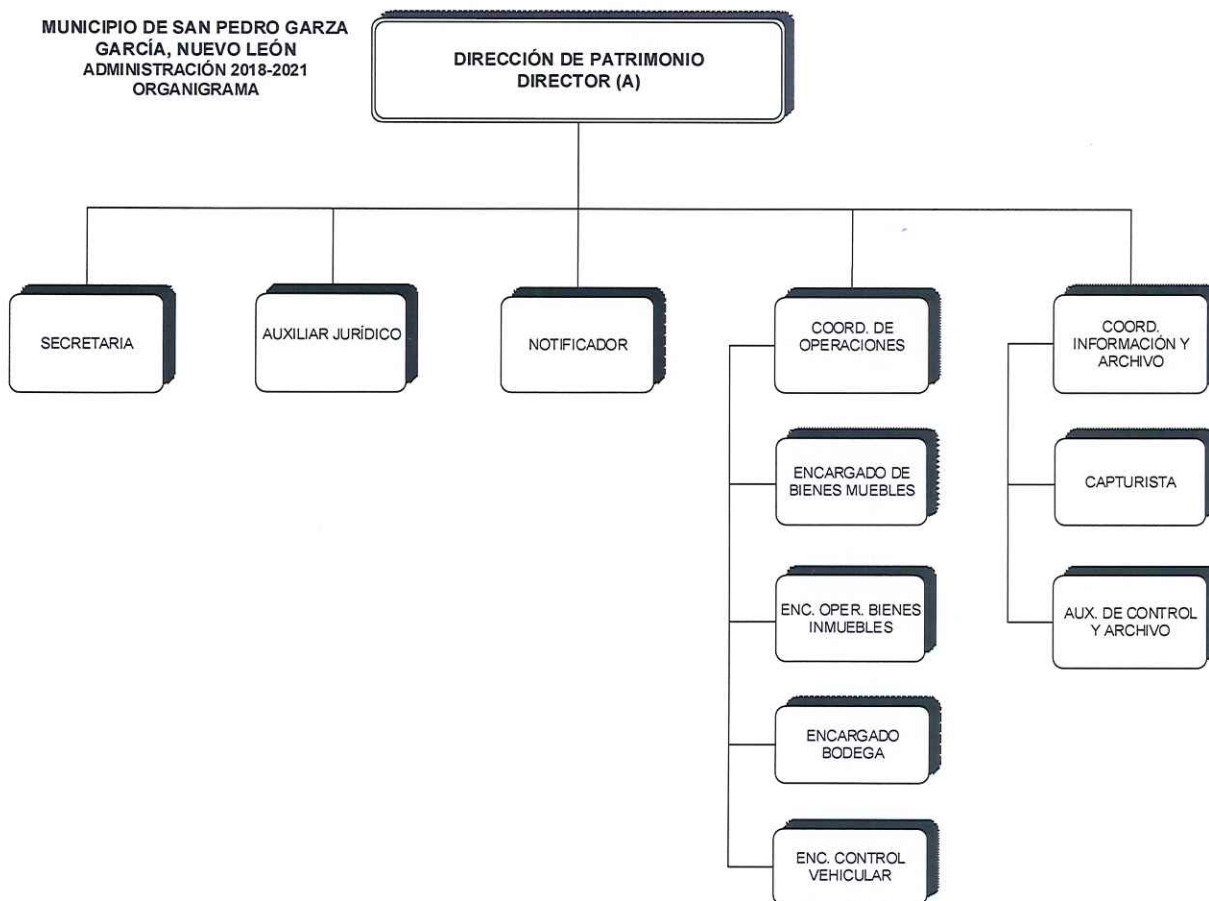 MUNICIPIO DE SAN PEDRO GARZA
GARCÍA, NUEVO LEÓN
ADMINISTRACIÓN 2018-2021
ORGANIGRAMA
DIRECCIÓN DE PATRIMONIO
DIRECTOR (A)
SECRETARIA
AUXILIAR JURÍDICO
NOTIFICADOR
COORD. DE
OPERACIONES
COORD.
INFORMACIÓN Y
ARCHIVO
ENCARGADO DE
BIENES MUEBLES
CAPTURISTA
ENC. OPER. BIENES
INMUEBLES
AUX. DE CONTROL
Y ARCHIVO
ENCARGADO
BODEGA
ENC. CONTROL
VEHICULAR